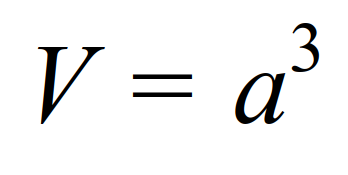 V = a³